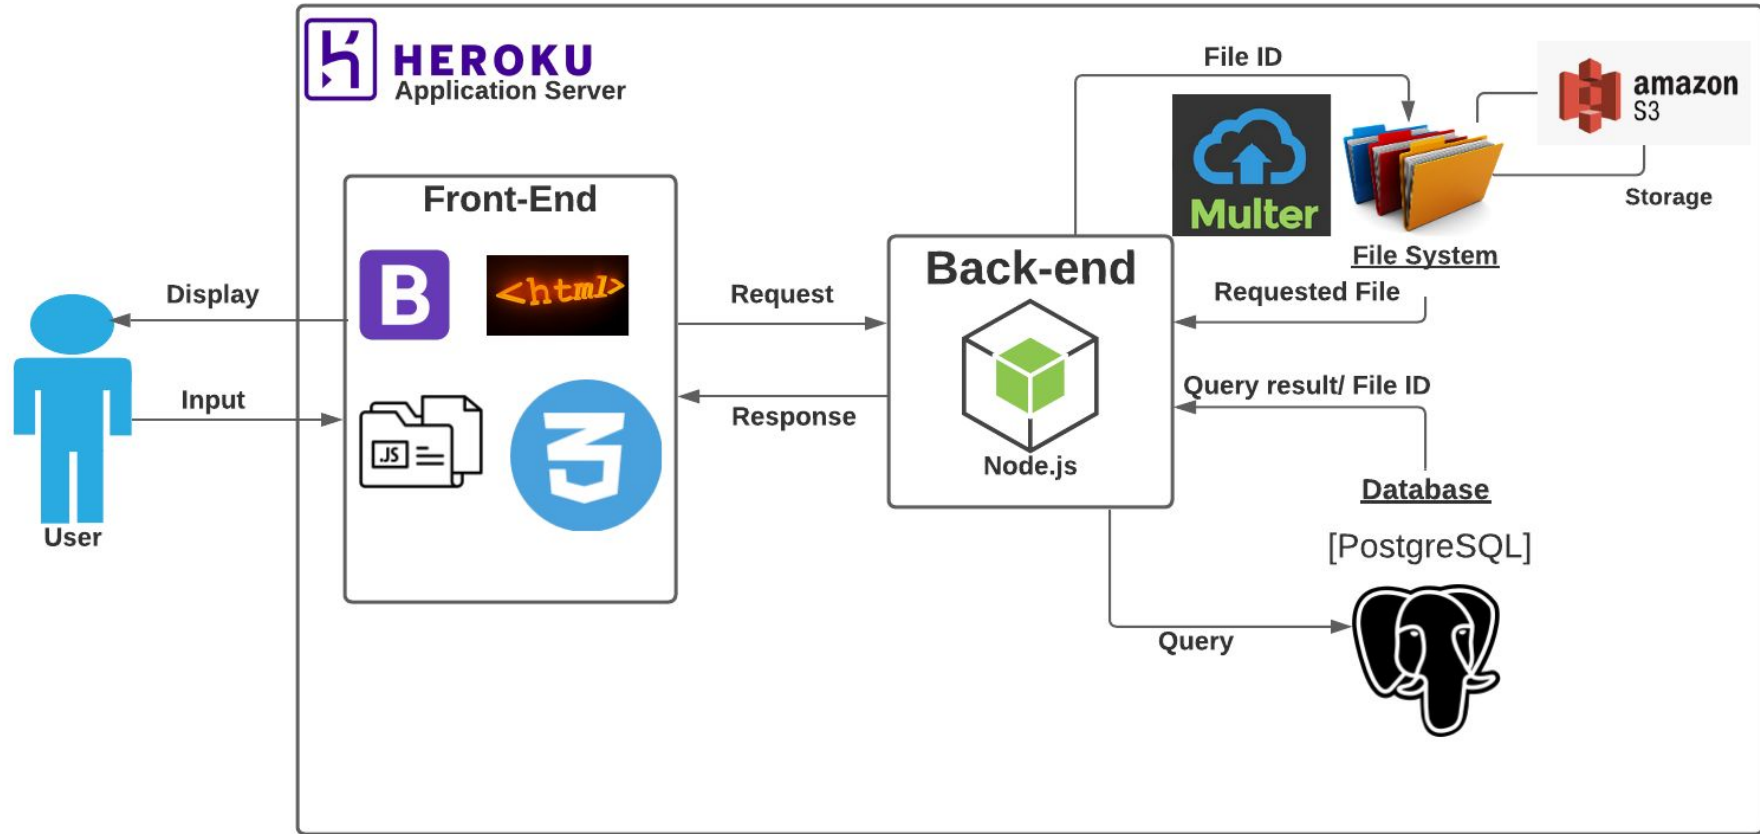 HEROKU
Application Server
File ID
amazon
S3
Storage
Multer
File System
Front-End
B
<html>
.JS
3
Display
Input
User
Request
Response
Back-end
Node.js
Requested File
Query result/ File ID
Database
[PostgreSQL]
Query